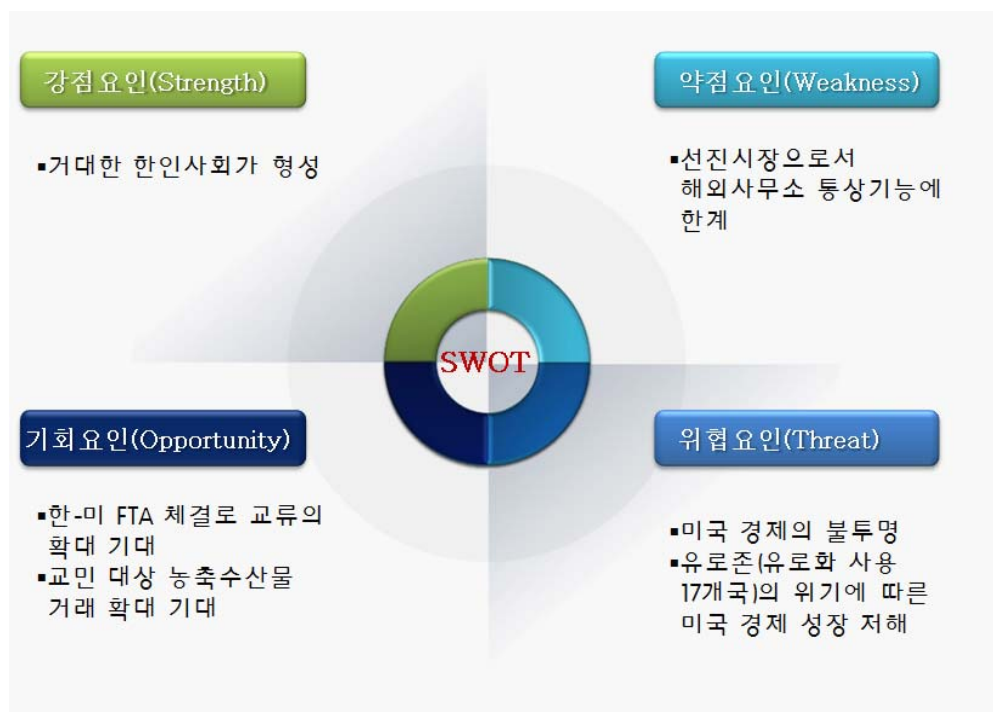 강점요인(Strength)
▪거대한 한인사회가 형성
약점요인(Weakness)
▪선진시장으로서
해외사무소 통상기능에
한계
SWOT
기회요인(Opportunity)
▪한-미 FTA 체결로 교류의
확대 기대
▪교민 대상 농축수산물
거래 확대 기대
위협요인(Threat)
▪미국 경제의 불투명
▪유로존(유로화 사용
17개국)의 위기에 따른
미국 경제 성장 저해